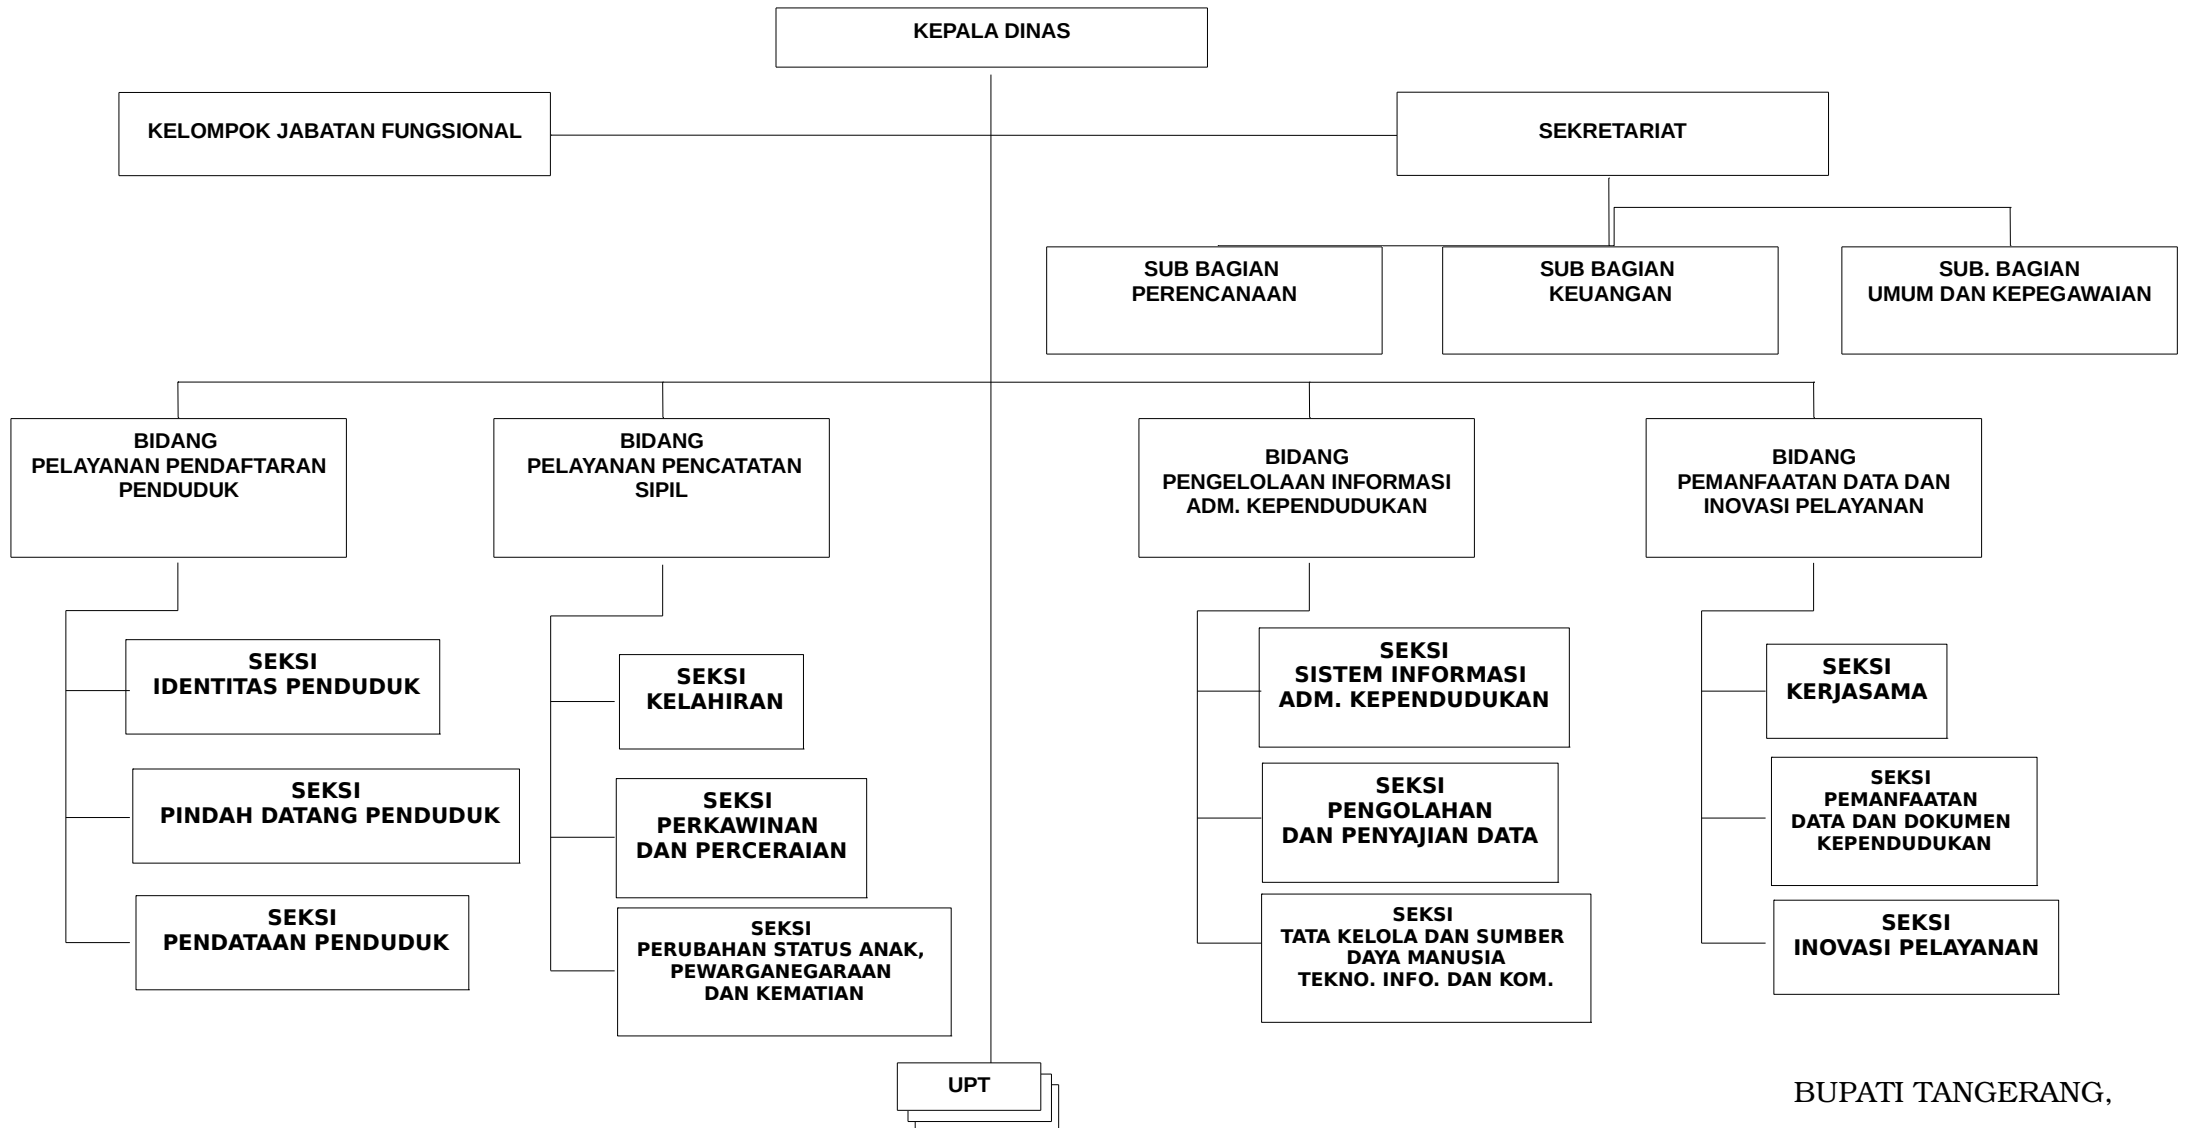 KEPALA DINAS
KELOMPOK JABATAN FUNGSIONAL
SEKRETARIAT
SUB BAGIAN
PERENCANAAN
SUB BAGIAN
KEUANGAN
SUB. BAGIAN
UMUM DAN KEPEGAWAIAN
BIDANG
PELAYANAN PENDAFTARAN
PENDUDUK
BIDANG
PELAYANAN PENCATATAN
SIPIL
BIDANG
PENGELOLAAN INFORMASI
ADM. KEPENDUDUKAN
BIDANG
PEMANFAATAN DATA DAN
INOVASI PELAYANAN
SEKSI
IDENTITAS PENDUDUK
SEKSI
PINDAH DATANG PENDUDUK
SEKSI
PENDATAAN PENDUDUK
SEKSI
KELAHIRAN
SEKSI
PERKAWINAN
DAN PERCERAIAN
SEKSI
PERUBAHAN STATUS ANAK,
PEWARGANEGARAAN
DAN KEMATIAN
SEKSI
SISTEM INFORMASI
ADM. KEPENDUDUKAN
SEKSI
PENGOLAHAN
DAN PENYAJIAN DATA
SEKSI
TATA KELOLA DAN SUMBER
DAYA MANUSIA
TEKNO. INFO. DAN KOM.
SEKSI
KERJASAMA
SEKSI
PEMANFAATAN
DATA DAN DOKUMEN
KEPENDUDUKAN
SEKSI
INOVASI PELAYANAN
UPT
BUPATI TANGERANG,